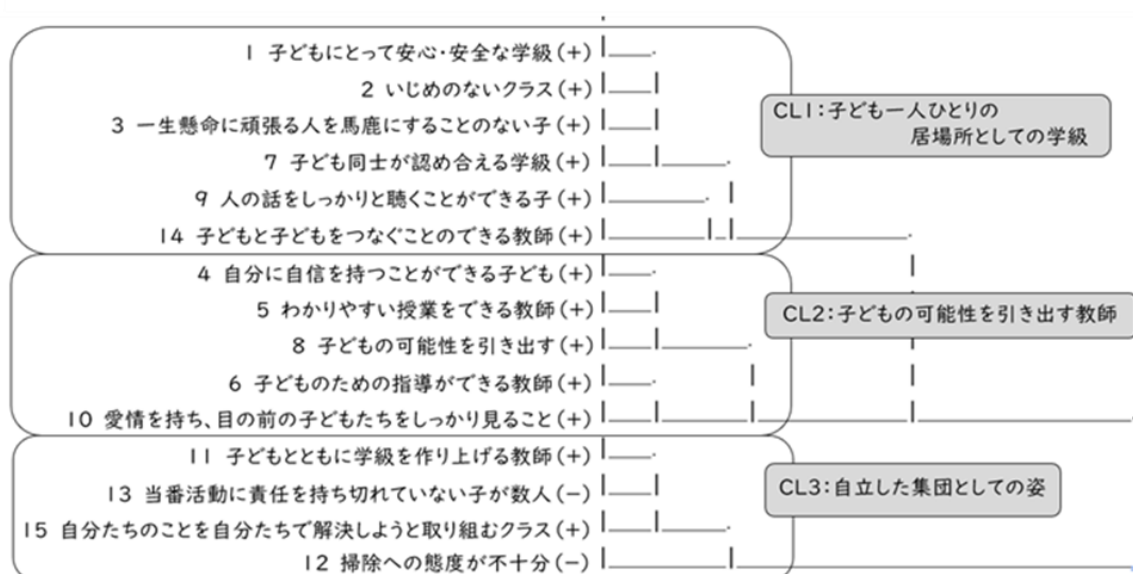 1 子どもにとって安心・安全な学級(+)
2 いじめのないクラス(+)
3 一生懸命に頑張る人を馬鹿にすることのない子(+)
7 子ども同士が認め合える学級(+)
9 人の話をしっかりと聴くことができる子(+)
14 子どもと子どもをつなぐことのできる教師(+)
CL1:子ども一人ひとりの
居場所としての学級
4 自分に自信を持つことができる子ども(+)
5 わかりやすい授業をできる教師(+)
8 子どもの可能性を引き出す(+)
6 子どものための指導ができる教師(+)
10 愛情を持ち、目の前の子どもたちをしっかり見ること(+)
CL2:子どもの可能性を引き出す教師
11 子どもとともに学級を作り上げる教師(+)
13 当番活動に責任を持ち切れていない子が数人(-)
15 自分たちのことを自分たちで解決しようと取り組むクラス(+)
12 掃除への態度が不十分(-)
CL3:自立した集団としての姿